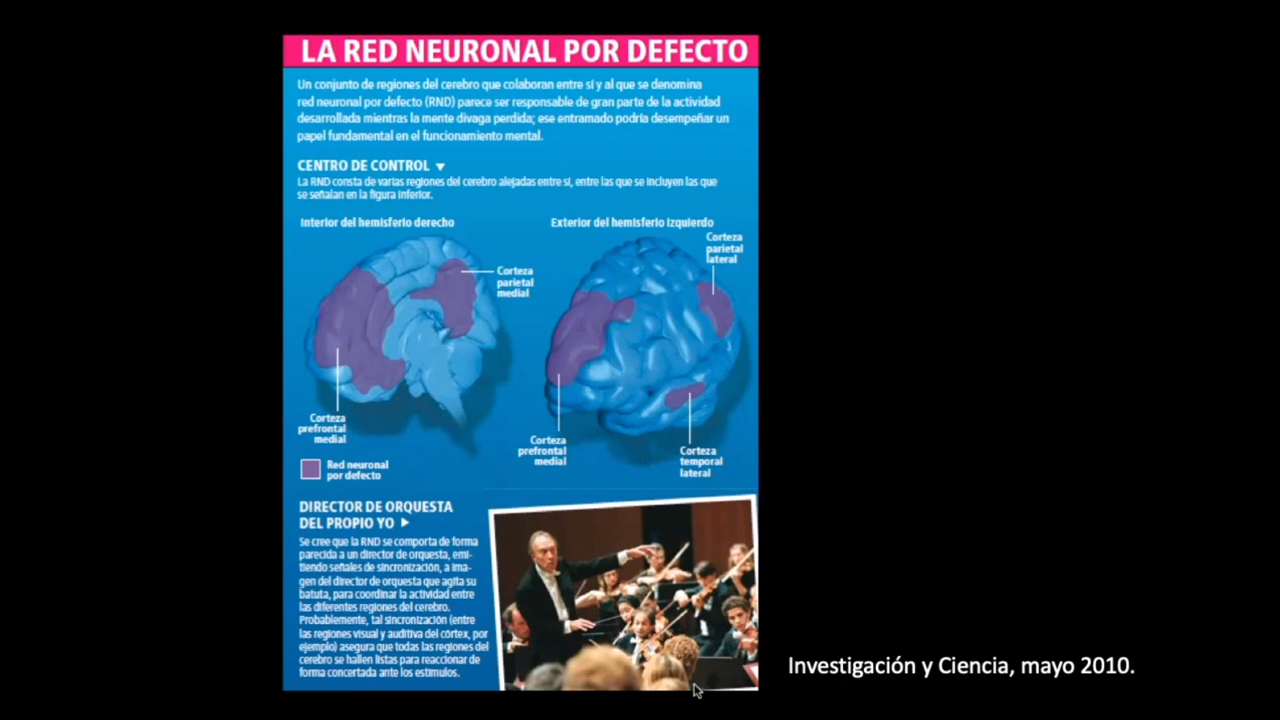 LA RED NEURONAL POR DEFECTO
Un conjunto de regiones del cerebro que colaboran entre sí y al que se denomina
red neuronal por defecto (RND) parece ser responsable de gran parte de la actividad
desarrollada mientras la mente divaga perdida; ese entramado podría desempeñar un
papel fundamental en el funcionamiento mental.
CENTRO DE CONTROL
La RND consta de varias regiones del cerebro alejadas entre sí, entre las que se incluyen las que
se señalan en la figura inferior.
Interior del hemisferio derecho
Exterior del hemisferio izquierdo
Corteza
parietal
lateral
Corteza
parietal
medial
Corteza
prefrontal
medial
Corteza
prefrontal
medial
Corteza
temporal
lateral
Red neuronal
por defecto
DIRECTOR DE ORQUESTA
DEL PROPIO YO
Se cree que la RND se comporta de forma
parecida a un director de orquesta, emi-
tiendo señales de sincronización, a ima-
gen del director de orquesta que agita su
batuta, para coordinar la actividad entre
las diferentes regiones del cerebro.
Probablemente, tal sincronización (entre
las regiones visual y auditiva del córtex, por
ejemplo) asegura que todas las regiones del
cerebro se hallen listas para reaccionar de
forma concertada ante los estímulos.
Investigación y Ciencia, mayo 2010.